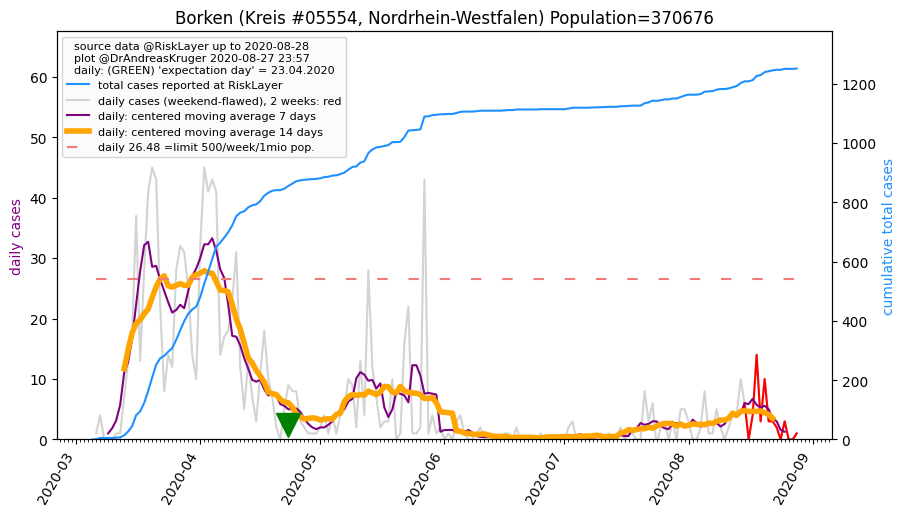 Borken (Kreis #05554, Nordrhein-Westfalen) Population=370676
source data @RiskLayer up to 2020-08-28
plot @DrAndreasKruger 2020-08-27 23:57
daily: (GREEN) 'expectation day' = 23.04.2020
total cases reported at RiskLayer
daily cases (weekend-flawed), 2 weeks: red
daily: centered moving average 7 days
daily: centered moving average 14 days
daily 26.48 =limit 500/week/1mio pop.
daily cases
60
50
40
30
20
10
0
cumulative total cases
1200
1000
800
600
400
200
0
2020-03
2020-04
2020-05
2020-06
2020-07
2020-08
2020-09